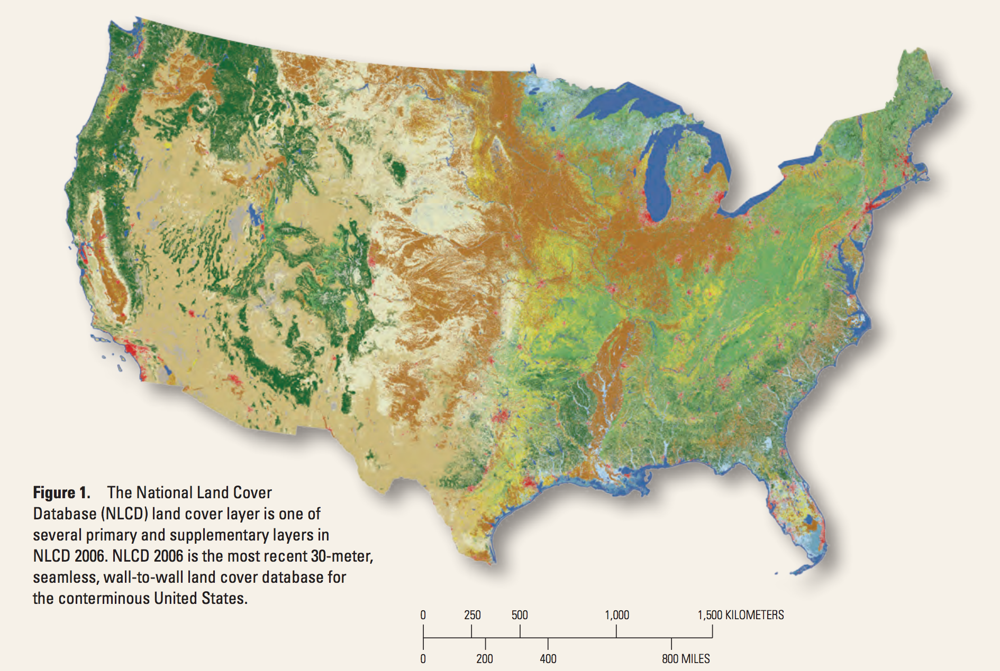 Figure 1. The National Land Cover
Database (NLCD) land cover layer is one of
several primary and supplementary layers in
NLCD 2006. NLCD 2006 is the most recent 30-meter,
seamless, wall-to-wall land cover database for
the conterminous United States.
0 250 500 1,000 1,500 KILOMETERS
0 200 400 800 MILES